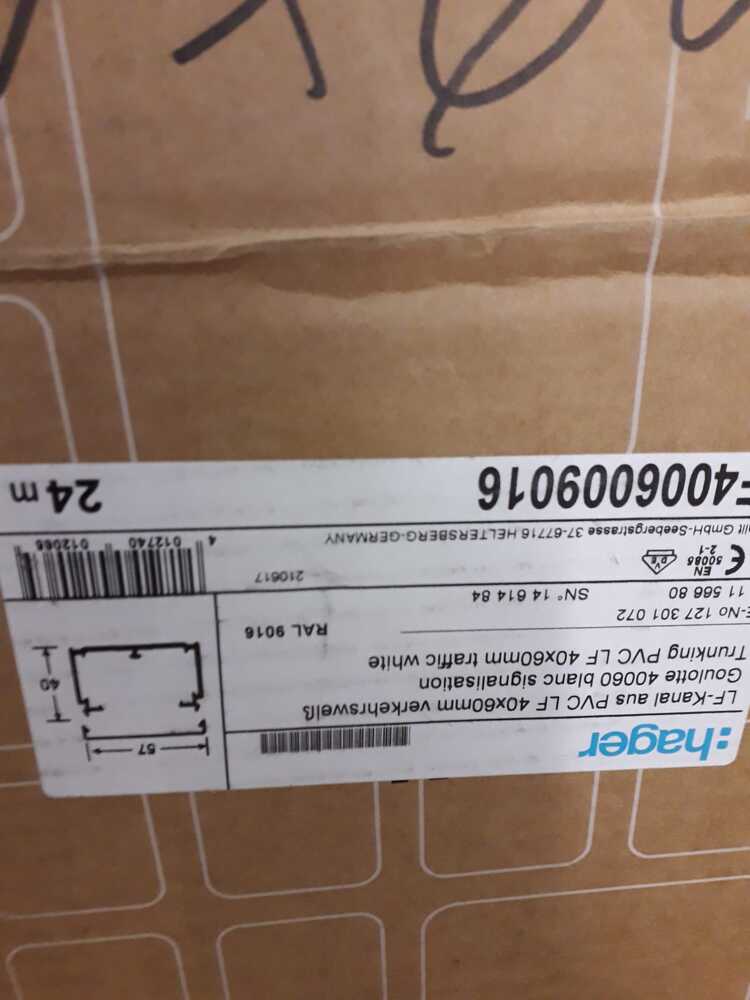 :hager
LF-Kanal aus PVC LF 40x60mm verkehrsweiß
Goulotte 40060 blanc signalisation
Trunking PVC LF 40x60mm traffic white
RAL 9016
57
40
E-No 127 301 072
11 566 80
SN° 14 614 84
CE
EN
50085
2-1
210617
4 012740 012066
GmbH-Seebergstrasse 37-67716 HELTERSBERG-GERMANY
F4006009016
24 m